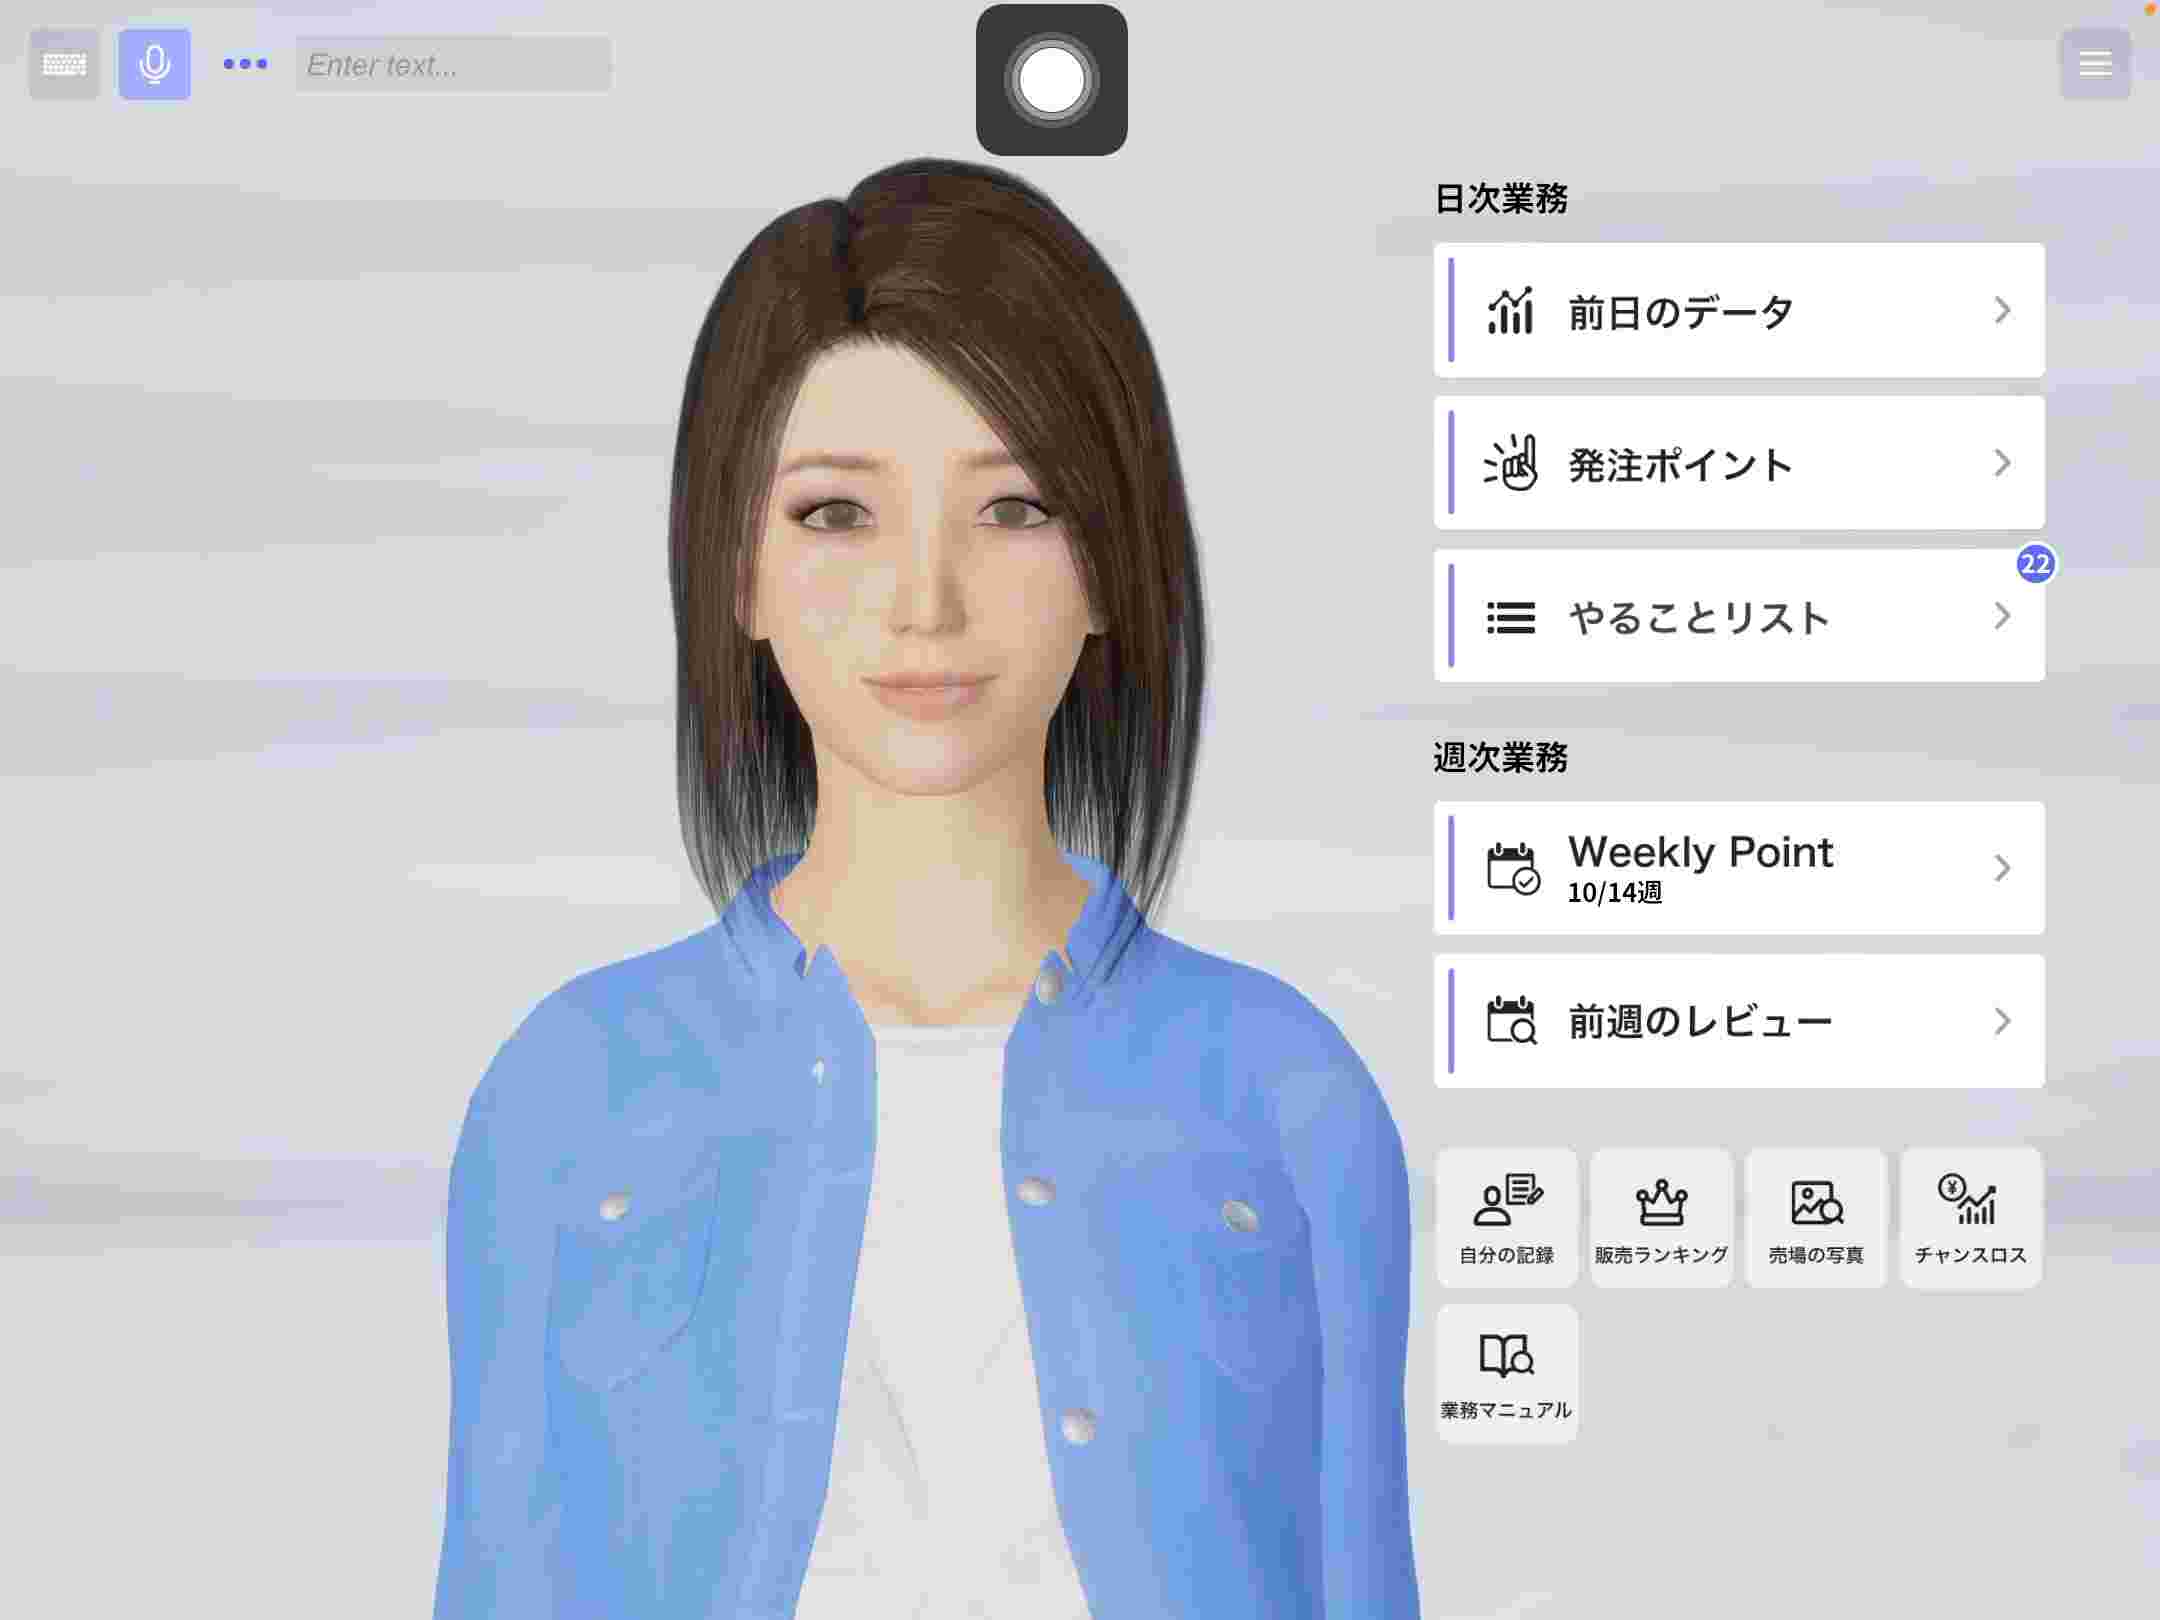 Enter text...
日次業務
前日のデータ
発注ポイント
22
やることリスト
週次業務
Weekly Point
10/14週
前週のレビュー
自分の記録
販売ランキング
売場の写真
¥
チャンスロス
業務マニュアル